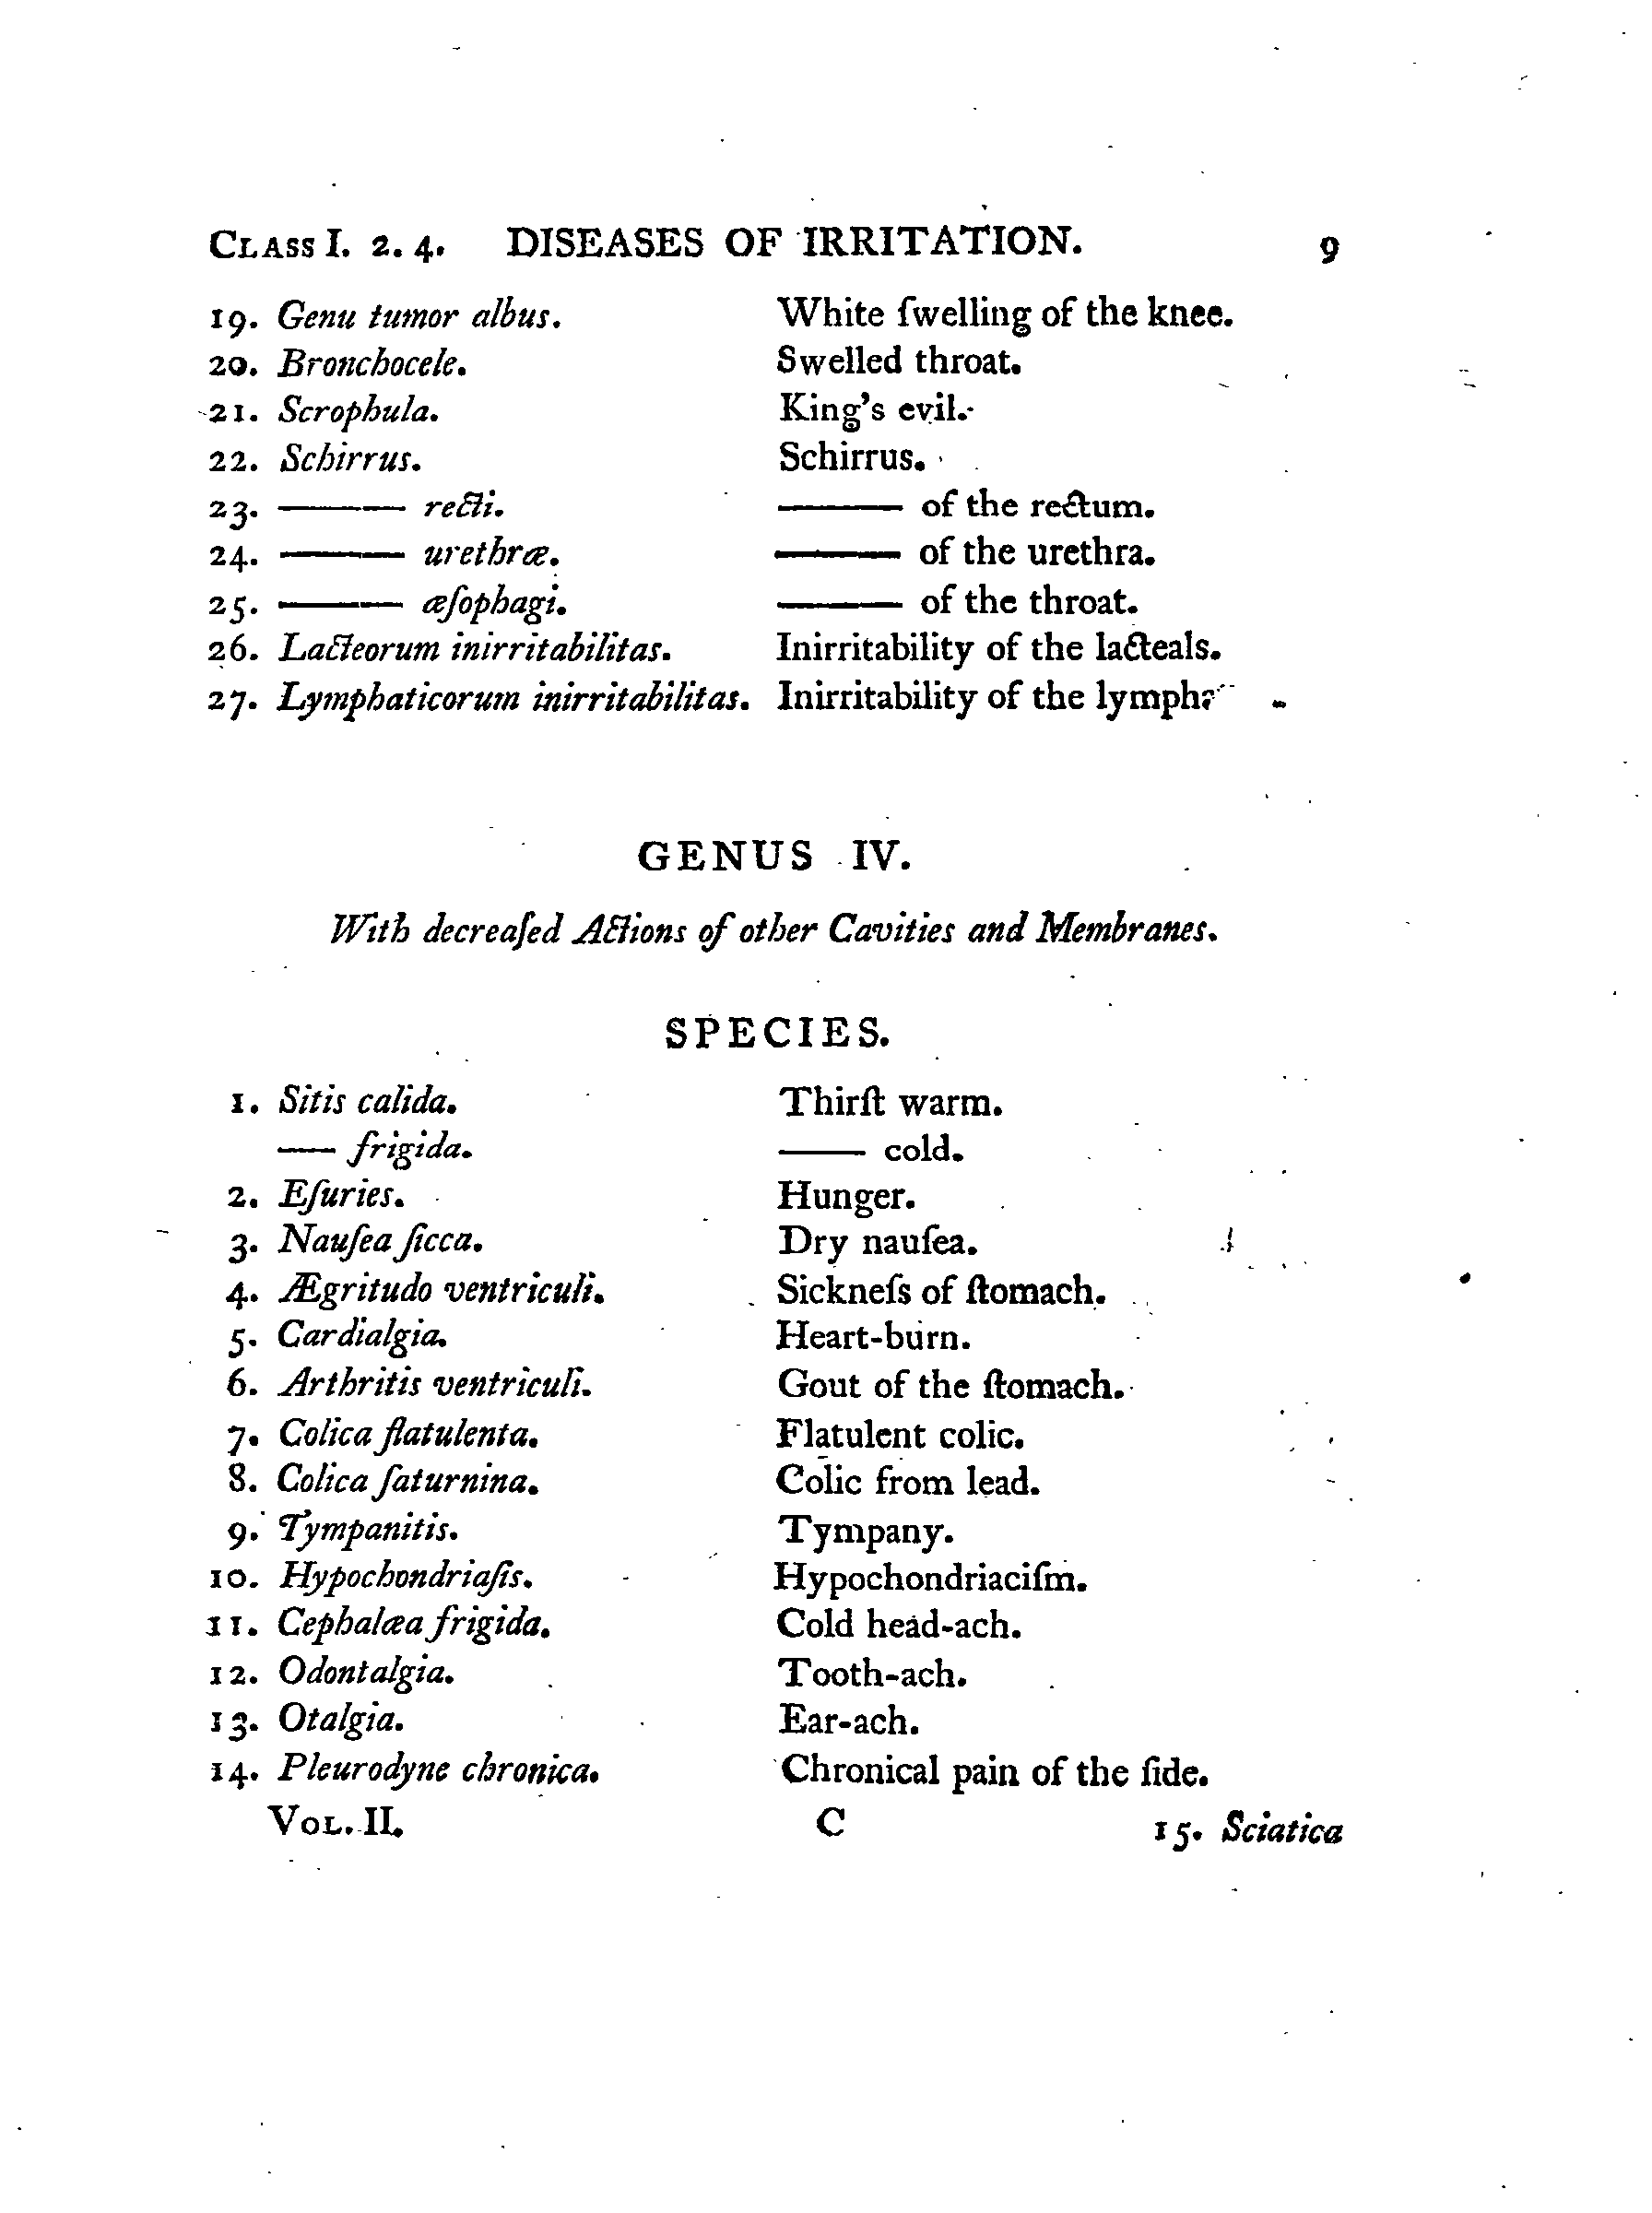 CLASS I. 2. 4. DISEASES OF IRRITATION. 9
19. Genu tumor albus. White ſwelling of the knee.
20. Bronchocele. Swelled throat.
21. Scrophula. King's evil.
22. Schirrus. Schirrus.
23. ——— recti. ——— of the rectum.
24. ——— urethræ. ——— of the urethra.
25. ——— æſophagi. ——— of the throat.
26. Lacteorum inirritabilitas. Inirritability of the lacteals.
27. Lymphaticorum inirritabilitas. Inirritability of the
GENUS IV.
With decreaſed Actions of other Cavities and Membranes.
SPECIES.
1. Sitis calida. Thirſt warm.
—— frigida. —— cold.
2. Eſuries. Hunger.
3. Nauſea ſicca. Dry nauſea.
4. Ægritudo ventriculi. Sickneſs of ſtomach.
5. Cardialgia. Heart-burn.
6. Arthritis ventriculi. Gout of the ſtomach.
7. Colica flatulenta. Flatulent colic.
8. Colica ſaturnina. Colic from lead.
9. Tympanitis. Tympany.
10. Hypochondriaſis. Hypochondriaciſm.
11. Cephalæa frigida. Cold head-ach.
12. Odontalgia. Tooth-ach.
13. Otalgia. Ear-ach.
14. Pleurodyne chronica. Chronical pain of the ſide.
VOL. II. C 15. Sciatica